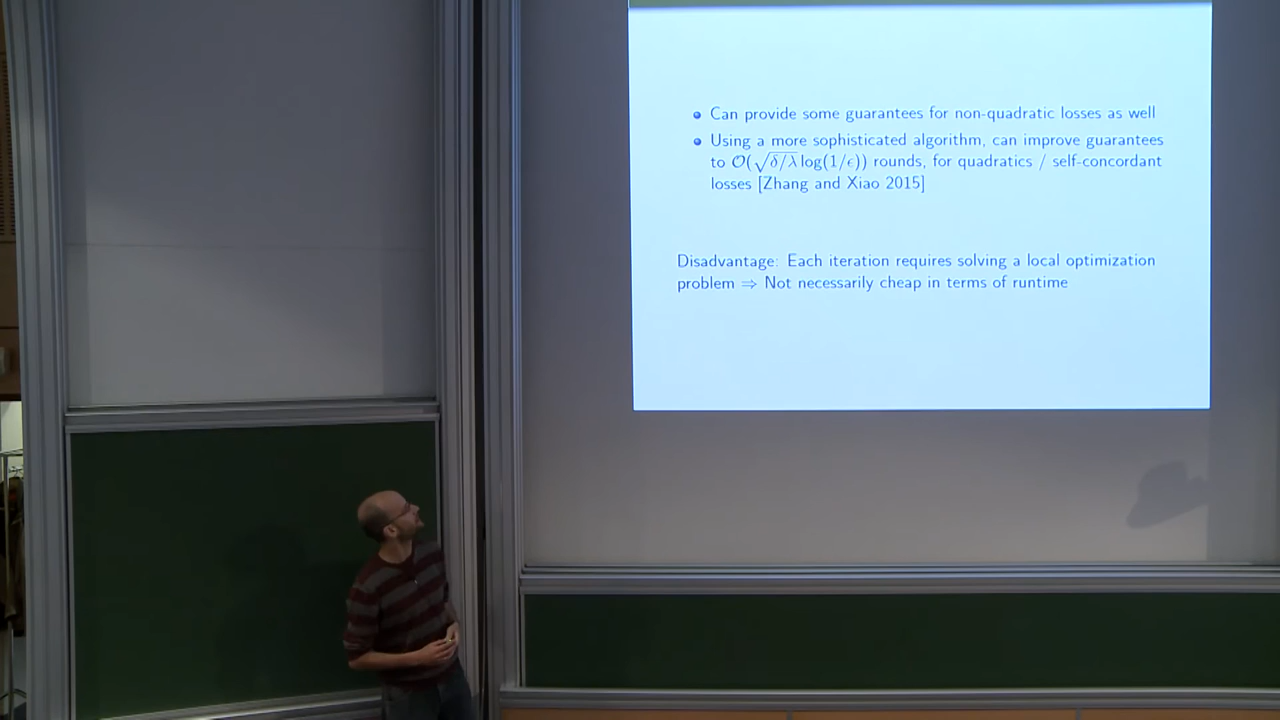 Can provide some guarantees for non-quadratic losses as well
Using a more sophisticated algorithm, can improve guarantees
to 𝒪(√δ/λ log(1/ϵ)) rounds, for quadratics / self-concordant
losses [Zhang and Xiao 2015]
Disadvantage: Each iteration requires solving a local optimization
problem ⇒ Not necessarily cheap in terms of runtime